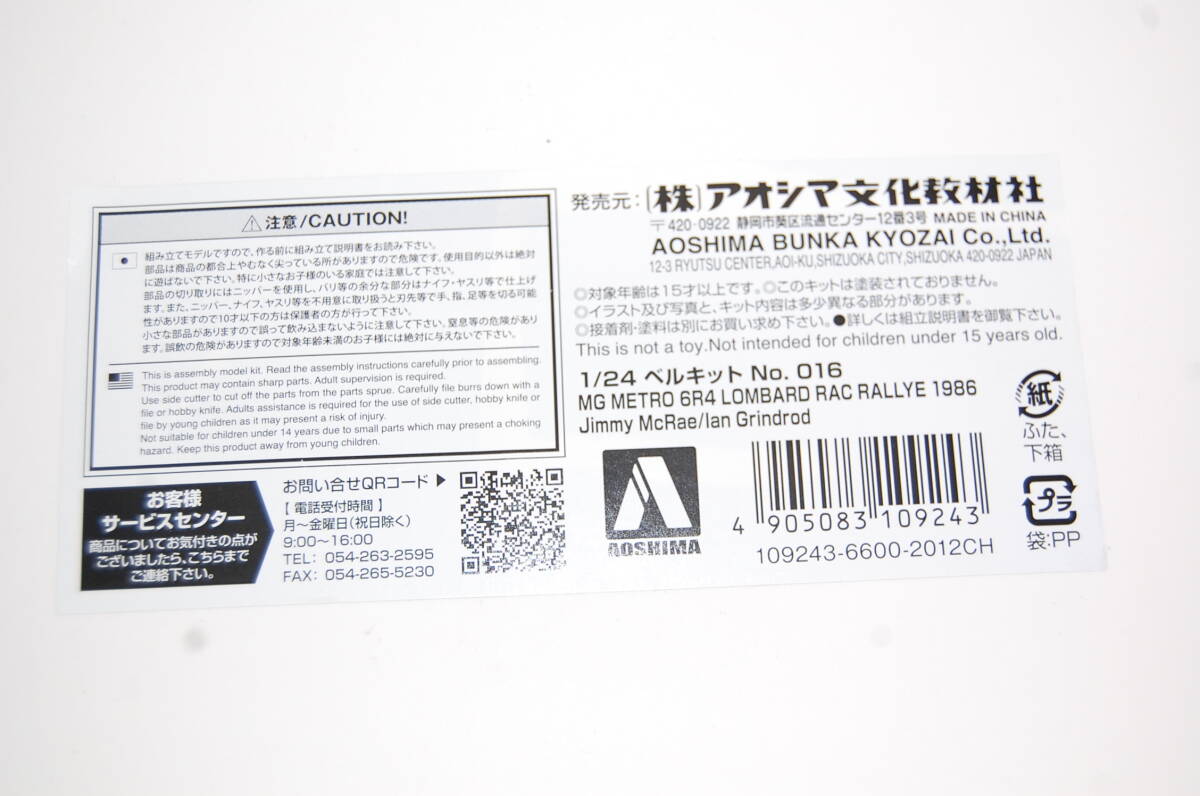 注意/CAUTION!
組み立てモデルですので、作る前に組み立て説明書をお読み下さい。
部品は商品の都合上やむなく尖っている所がありますので危険です。使用目的以外は絶対
に遊ばないで下さい。特に小さなお子様のいる家庭では注意して下さい。
部品の切り取りにはニッパーを使用し、バリ等の余分な部分はナイフ・ヤスリ等で仕上げ
ます。また、ニッパー、ナイフ、ヤスリ等を不用意に取り扱うと刃先等で手、指、足等を切る可能
性がありますので10才以下の方は保護者の方が行って下さい。
小さな部品がありますので誤って飲み込まないように注意して下さい。窒息等の危険があり
ます。誤飲の危険がありますので対象年齢未満のお子様には絶対に与えないで下さい。
This is assembly model kit. Read the assembly instructions carefully prior to assembling.
This product may contain sharp parts. Adult supervision is required.
Use side cutter to cut off the parts from the parts sprue. Carefully file burrs down with a
file or hobby knife. Adults assistance is required for the use of side cutter, hobby knife or
file by young children as it may present a risk of injury.
Not suitable for children under 14 years due to small parts which may present a choking
hazard. Keep this product away from young children.
お客様
サービスセンター
商品についてお気付きの点が
ございましたら、こちらまで
ご連絡下さい。
お問い合せQRコード ▶
【 電話受付時間 】
月〜金曜日(祝日除く)
9:00〜16:00
TEL: 054-263-2595
FAX: 054-265-5230
発売元: (株)アオシマ文化教材社
〒420-0922 静岡市葵区流通センター12番3号 MADE IN CHINA
AOSHIMA BUNKA KYOZAI Co.,Ltd.
12-3 RYUTSU CENTER,AOI-KU,SHIZUOKA CITY,SHIZUOKA 420-0922 JAPAN
◎対象年齢は15才以上です。◎このキットは塗装されておりません。
◎イラスト及び写真と、キット内容は多少異なる部分があります。
◎接着剤・塗料は別にお買い求め下さい。●詳しくは組立説明書を御覧下さい。
This is not a toy.Not intended for children under 15 years old.
1/24 ベルキット No. 016
MG METRO 6R4 LOMBARD RAC RALLYE 1986
Jimmy McRae/Ian Grindrod
AOSHIMA
4 905083 109243
109243-6600-2012CH
紙
ふた、
下箱
プラ
袋:PP